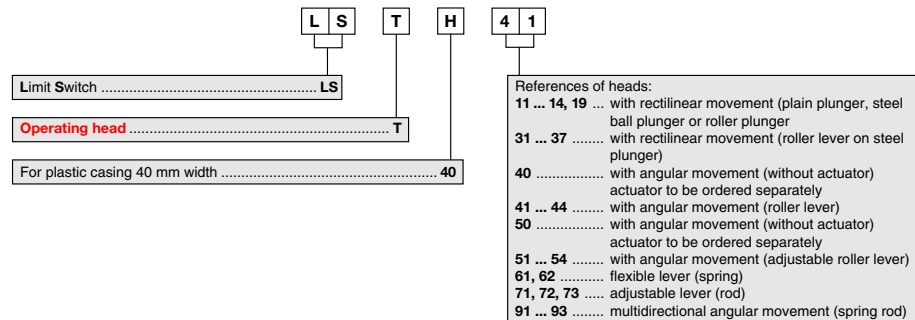 L S T H 4 1
Limit Switch ........................................................ LS
Operating head ................................................................ T
For plastic casing 40 mm width ..................................................... 40
References of heads:
11 ... 14, 19 ... with rectilinear movement (plain plunger, steel
ball plunger or roller plunger
31 ... 37 ........ with rectilinear movement (roller lever on steel
plunger)
40 ................. with angular movement (without actuator)
actuator to be ordered separately
41 ... 44 ........ with angular movement (roller lever)
50 ................. with angular movement (without actuator)
actuator to be ordered separately
51 ... 54 ........ with angular movement (adjustable roller lever)
61, 62 ........... flexible lever (spring)
71, 72, 73 ..... adjustable lever (rod)
91 ... 93 ........ multidirectional angular movement (spring rod)